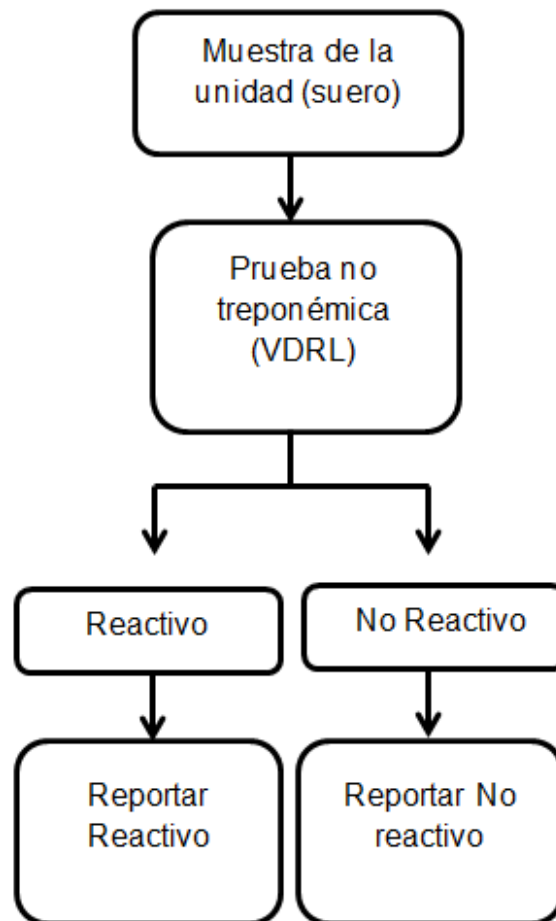 Muestra de la
unidad (suero)
Prueba no
treponémica
(VDRL)
Reactivo
No Reactivo
Reportar
Reactivo
Reportar No
reactivo